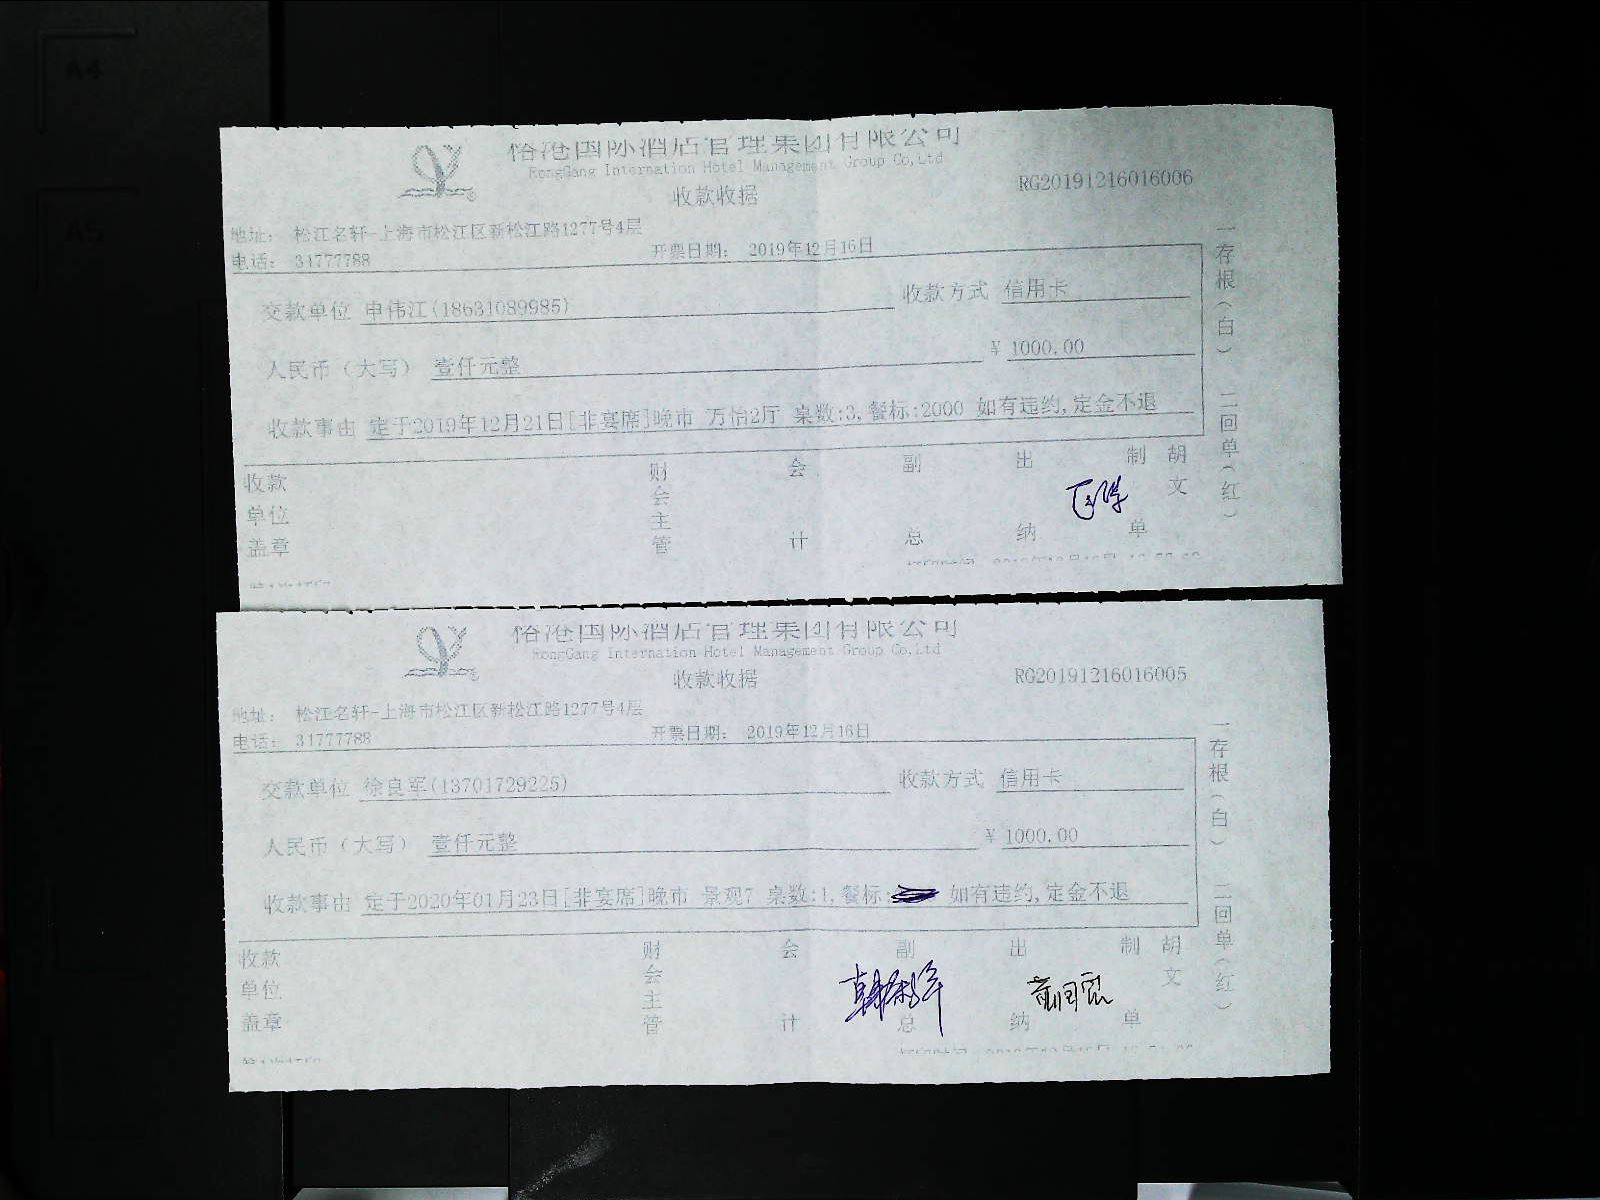 国际酒店管理集团有限公司
RongGang Internation Hotel Management Group Co,Ltd
收款收据
RG20191216016006
地址： 松江名轩-上海市松江区新松江路1277号4层
电话： 31777788
开票日期： 2019年12月16日
交款单位 申伟江(18631089985)
收款方式 信用卡
人民币（大写） 壹仟元整
¥ 1000.00
收款事由 定于2019年12月21日[非宴席]晚市 万怡2厅 桌数:3,餐标:2000 如有违约,定金不退
收款单位盖章
财会主管
会计
副总
出纳
制单
胡文
一存根（白） 二回单（红）
国际酒店管理集团有限公司
RongGang Internation Hotel Management Group Co,Ltd
收款收据
RG20191216016005
地址： 松江名轩-上海市松江区新松江路1277号4层
电话： 31777788
开票日期： 2019年12月16日
交款单位 徐良军(13701729225)
收款方式 信用卡
人民币（大写） 壹仟元整
¥ 1000.00
收款事由 定于2020年01月23日[非宴席]晚市 景观7 桌数:1,餐标: 如有违约,定金不退
收款单位盖章
财会主管
会计
副总
出纳
制单
胡文
一存根（白） 二回单（红）
A4
A5